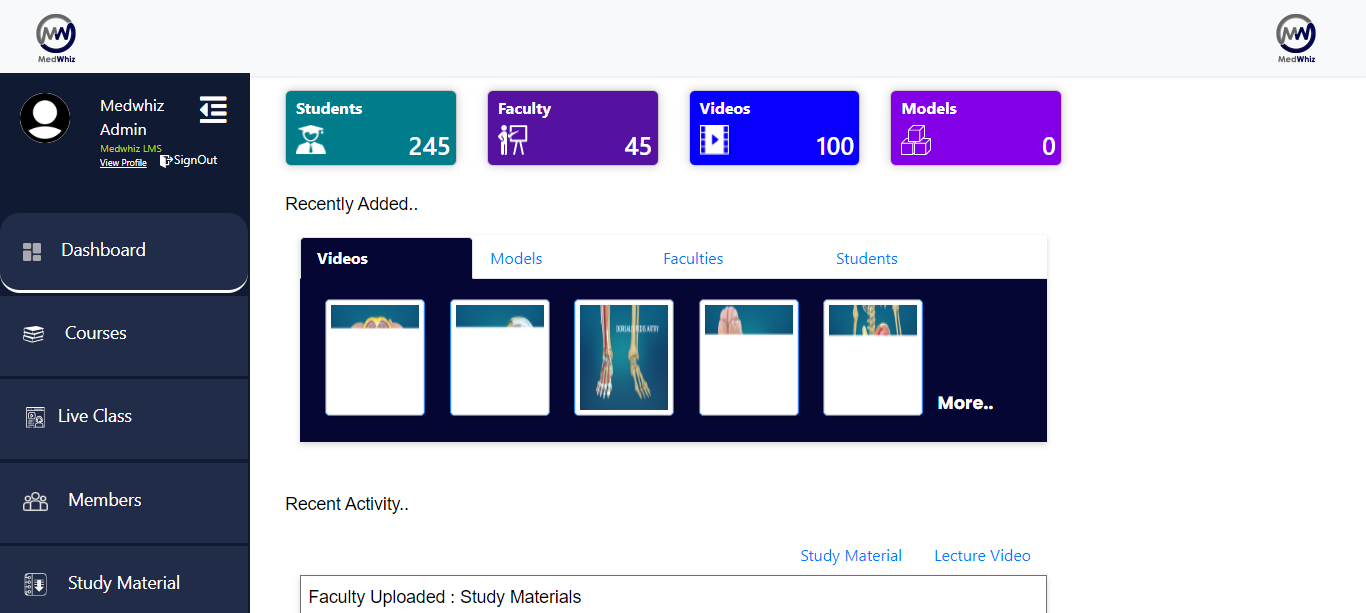 MW
MedWhiz
MW
MedWhiz
Medwhiz
Admin
Medwhiz LMS
View Profile SignOut
Dashboard
Courses
Live Class
Members
Study Material
Students
245
Faculty
45
Videos
100
Models
0
Recently Added..
Videos Models Faculties Students
More..
Recent Activity..
Study Material Lecture Video
Faculty Uploaded : Study Materials